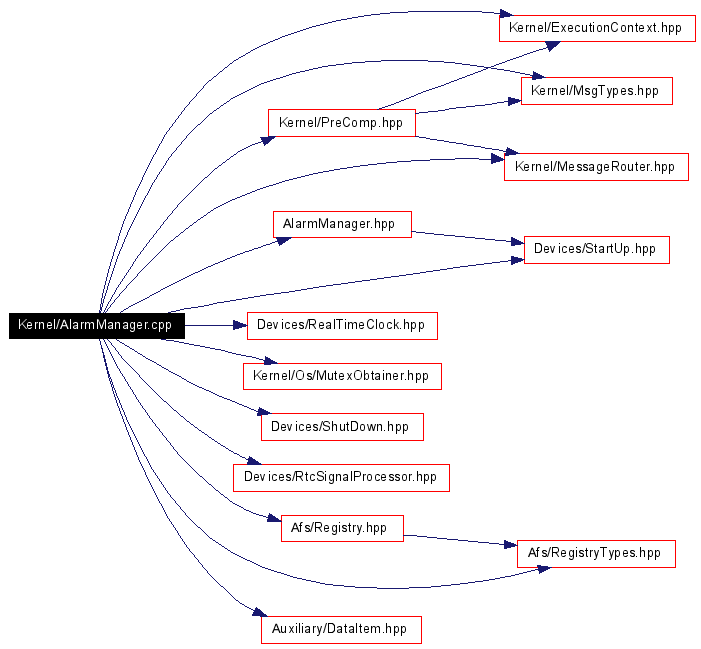 Kernel/ExecutionContext.hpp
Kernel/MsgTypes.hpp
Kernel/PreComp.hpp
Kernel/MessageRouter.hpp
AlarmManager.hpp
Devices/StartUp.hpp
Kernel/AlarmManager.cpp
Devices/RealTimeClock.hpp
Kernel/Os/MutexObtainer.hpp
Devices/ShutDown.hpp
Devices/RtcSignalProcessor.hpp
Afs/Registry.hpp
Afs/RegistryTypes.hpp
Auxiliary/DataItem.hpp